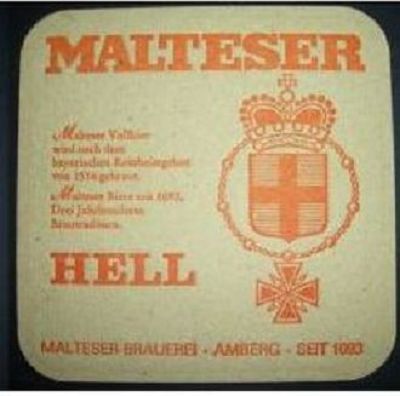 MALTESER
Malteser Vollbier
wird nach dem
bayerischen Reinheitsgebot
von 1516 gebraut.
Malteser Biere seit 1693.
Drei Jahrhunderte
Brautradition.
HELL
MALTESER-BRAUEREI • AMBERG • SEIT 1693